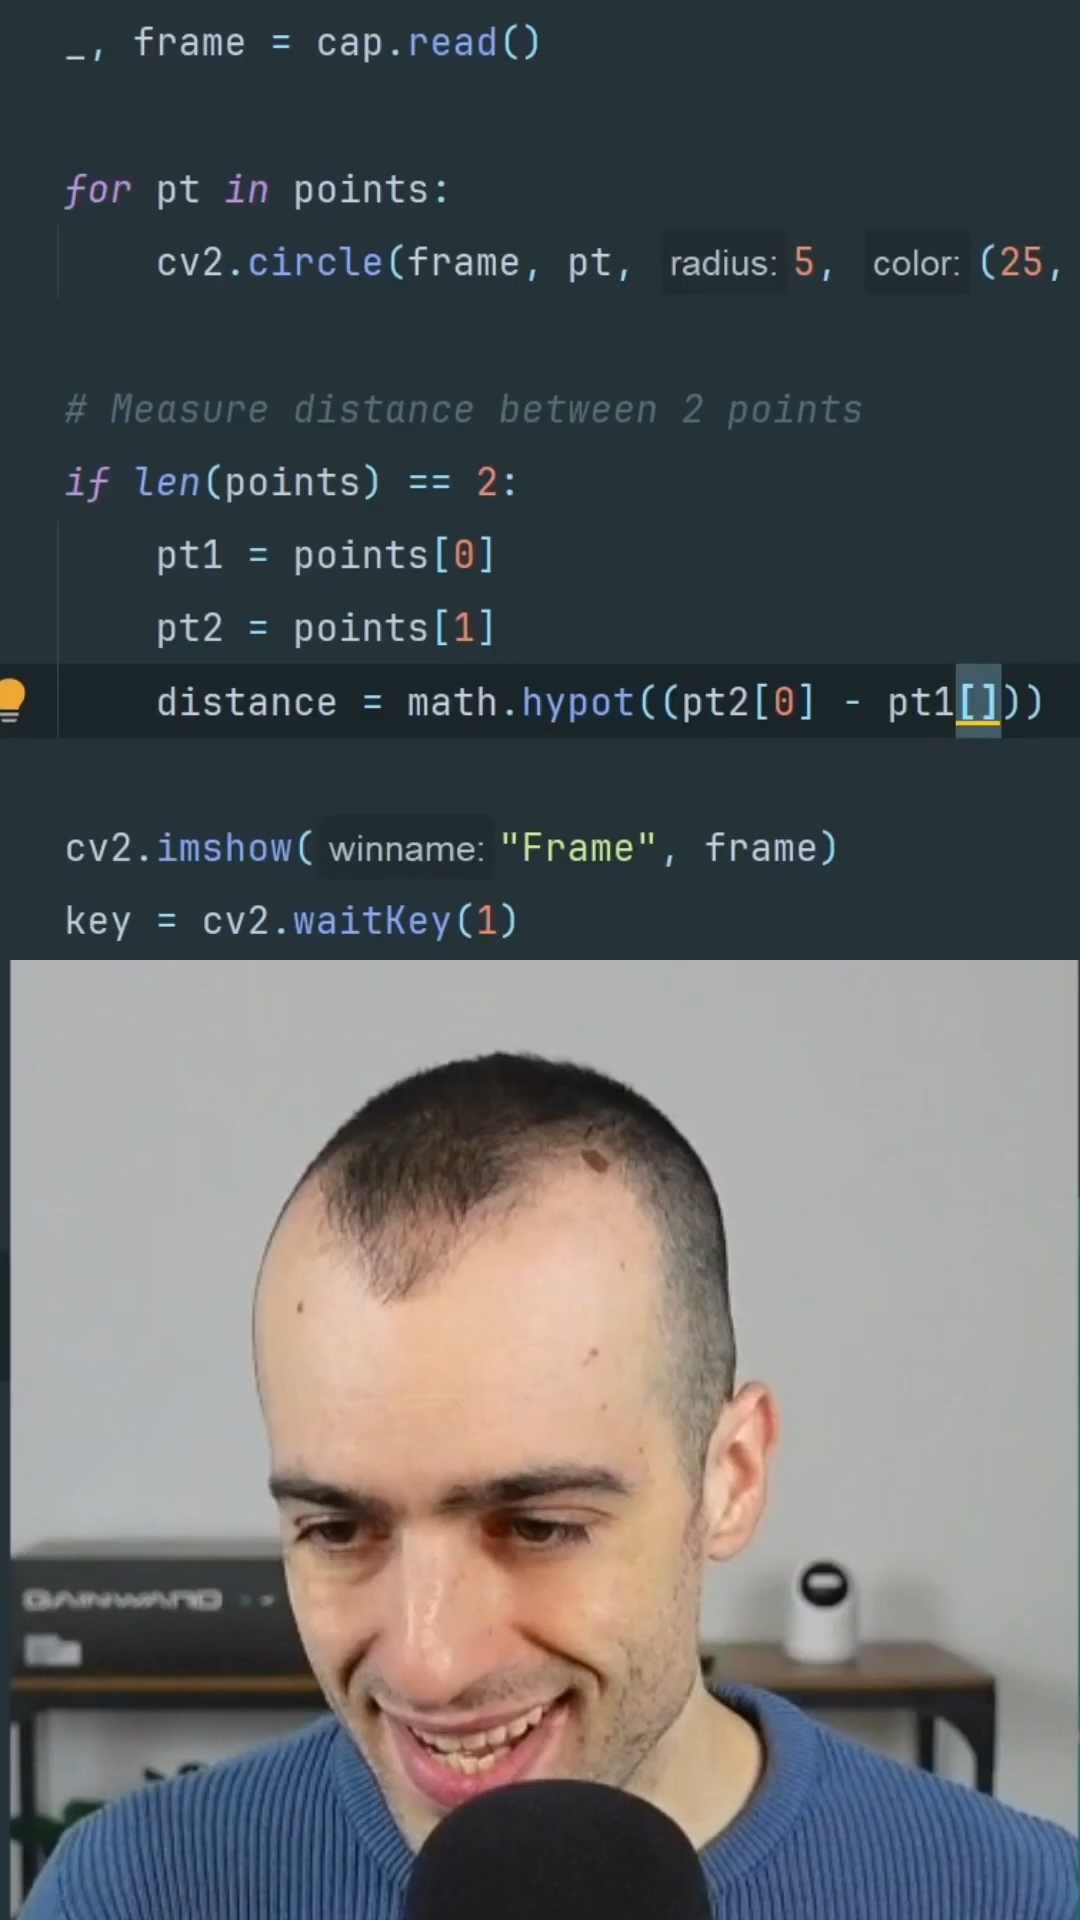 _, frame = cap.read()
for pt in points:
cv2.circle(frame, pt, radius: 5, color: (25,
# Measure distance between 2 points
if len(points) == 2:
pt1 = points[0]
pt2 = points[1]
distance = math.hypot((pt2[0] - pt1[]))
cv2.imshow( winname: "Frame", frame)
key = cv2.waitKey(1)
GAINWARD